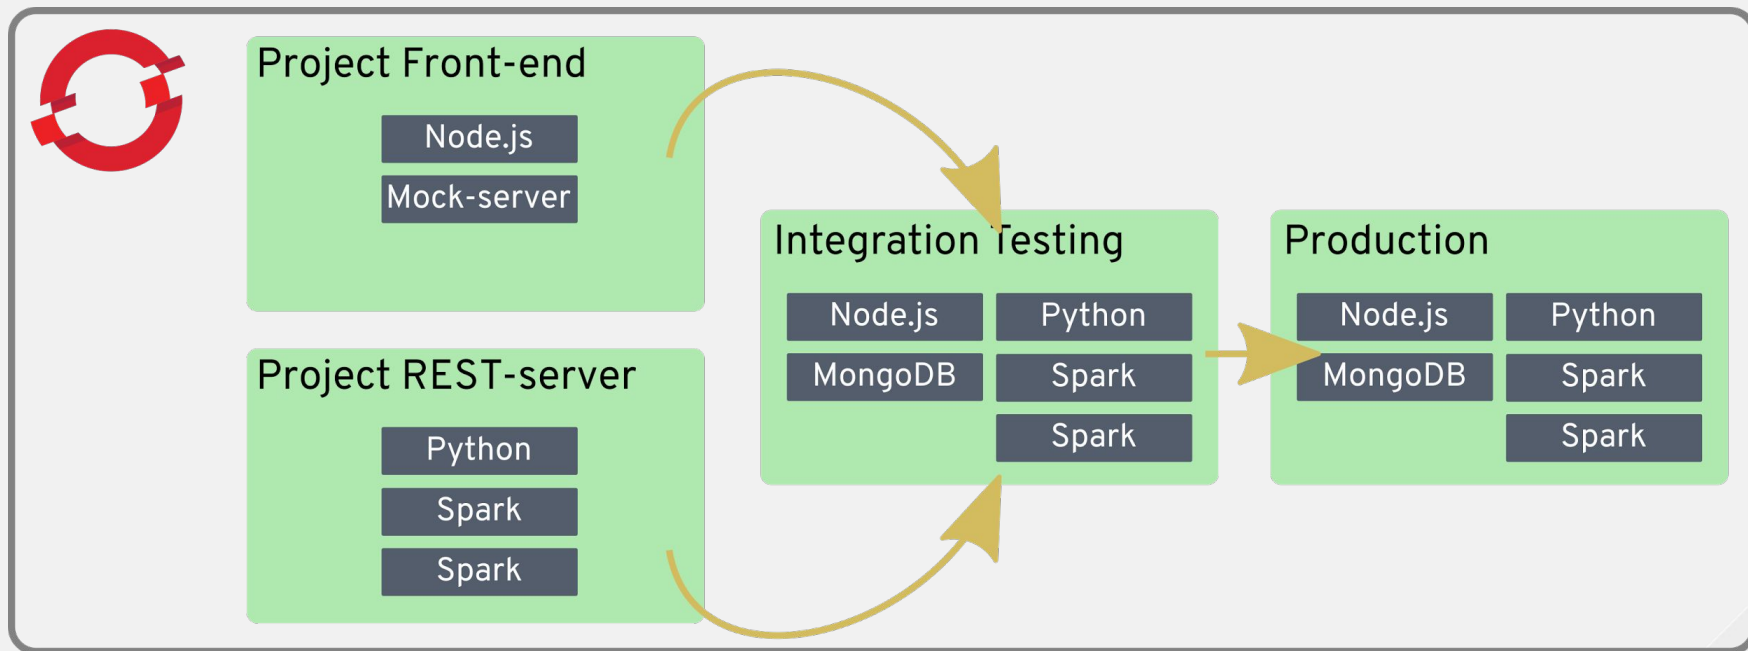 Project Front-end
Node.js
Mock-server
Project REST-server
Python
Spark
Spark
Integration Testing
Node.js
Python
MongoDB
Spark
Spark
Production
Node.js
Python
MongoDB
Spark
Spark